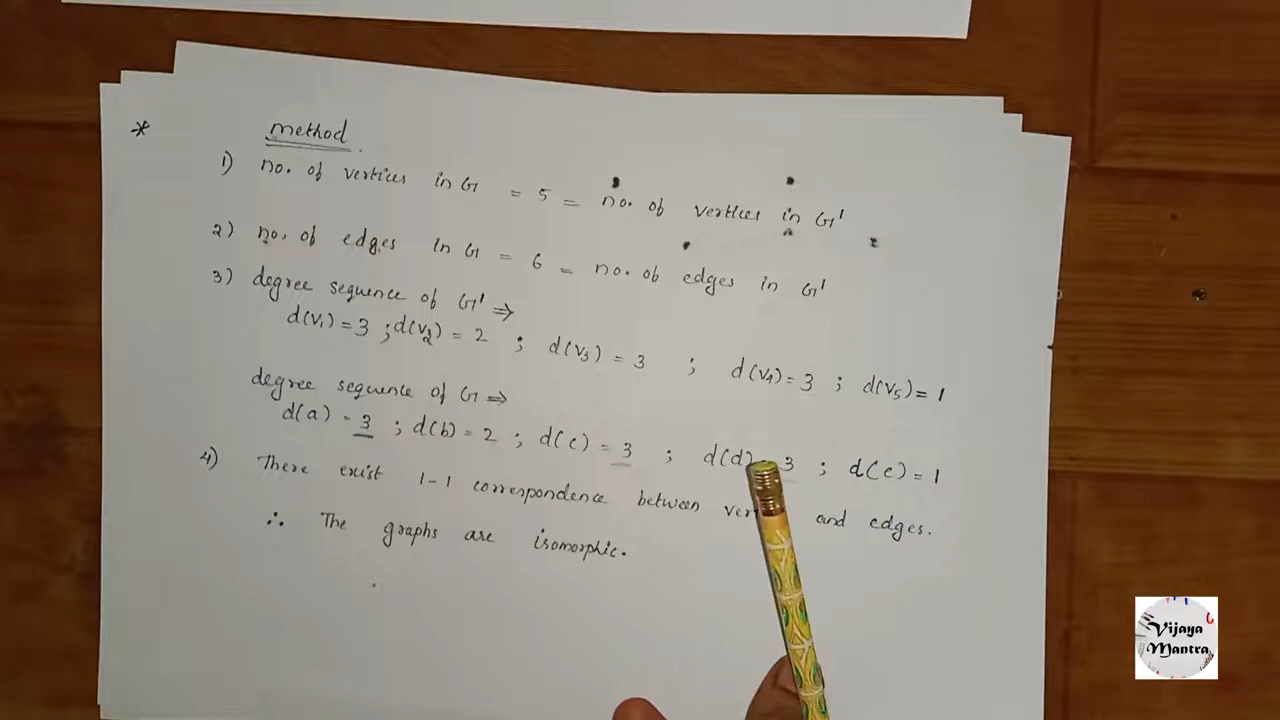 *
method.
1) no. of vertices in G = 5 = no. of vertices in G'
2) no. of edges in G = 6 = no. of edges in G'
3) degree sequence of G' ⇒
d(v₁) = 3 ; d(v₂) = 2 ; d(v₃) = 3 ; d(v₄) = 3 ; d(v₅) = 1
degree sequence of G ⇒
d(a) = 3 ; d(b) = 2 ; d(c) = 3 ; d(d) 3 ; d(e) = 1
4) There exist 1-1 correspondence between and edges.
∴ The graphs are isomorphic.
Vijaya
Mantra